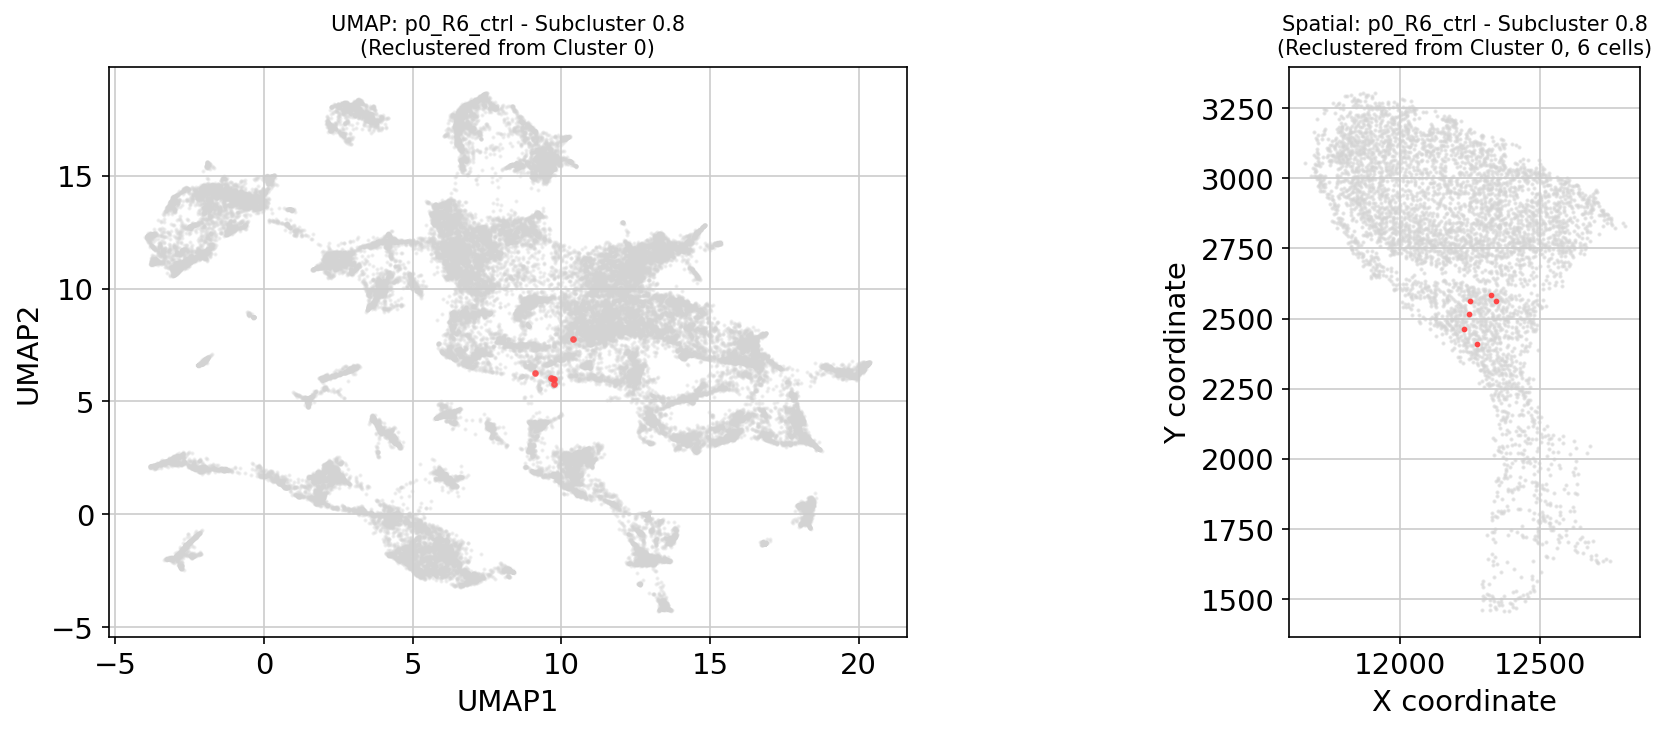 UMAP: p0_R6_ctrl - Subcluster 0.8
(Reclustered from Cluster 0)
15
10
5
0
−5
−5
0
5
10
15
20
UMAP1
UMAP2
Spatial: p0_R6_ctrl - Subcluster 0.8
(Reclustered from Cluster 0, 6 cells)
3250
3000
2750
2500
2250
2000
1750
1500
12000
12500
X coordinate
Y coordinate